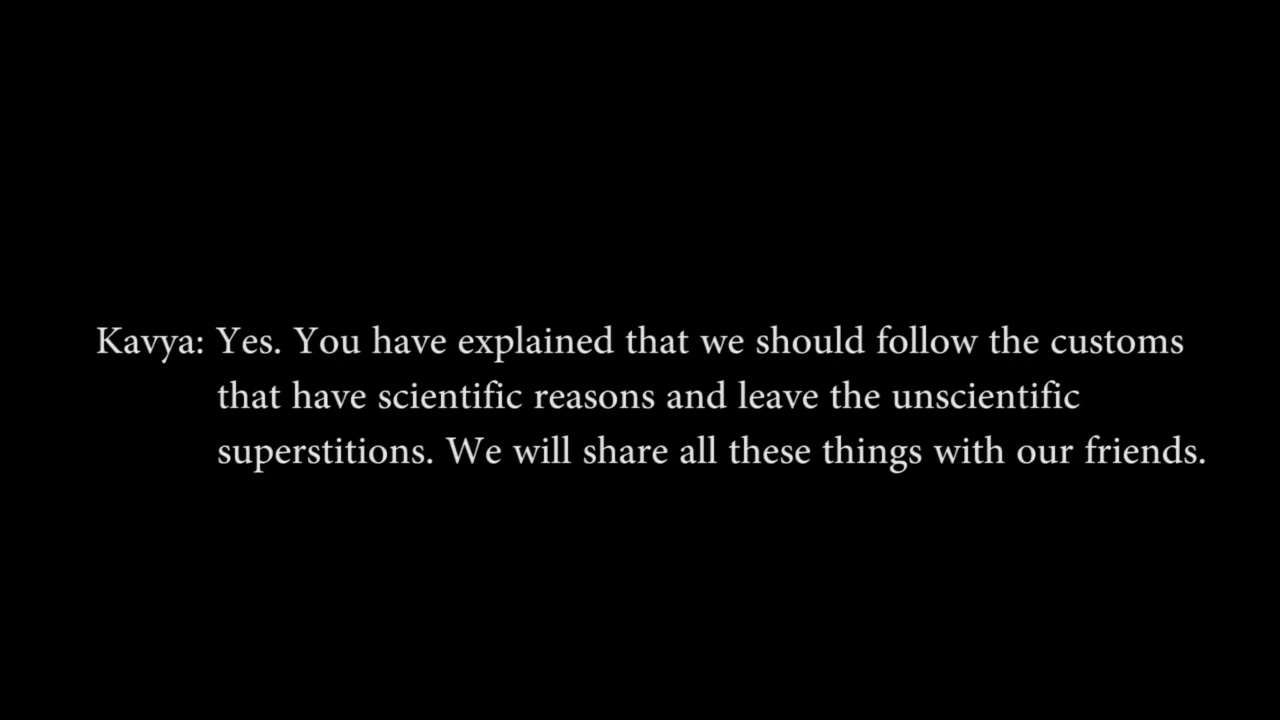 Kavya: Yes. You have explained that we should follow the customs
that have scientific reasons and leave the unscientific
superstitions. We will share all these things with our friends.